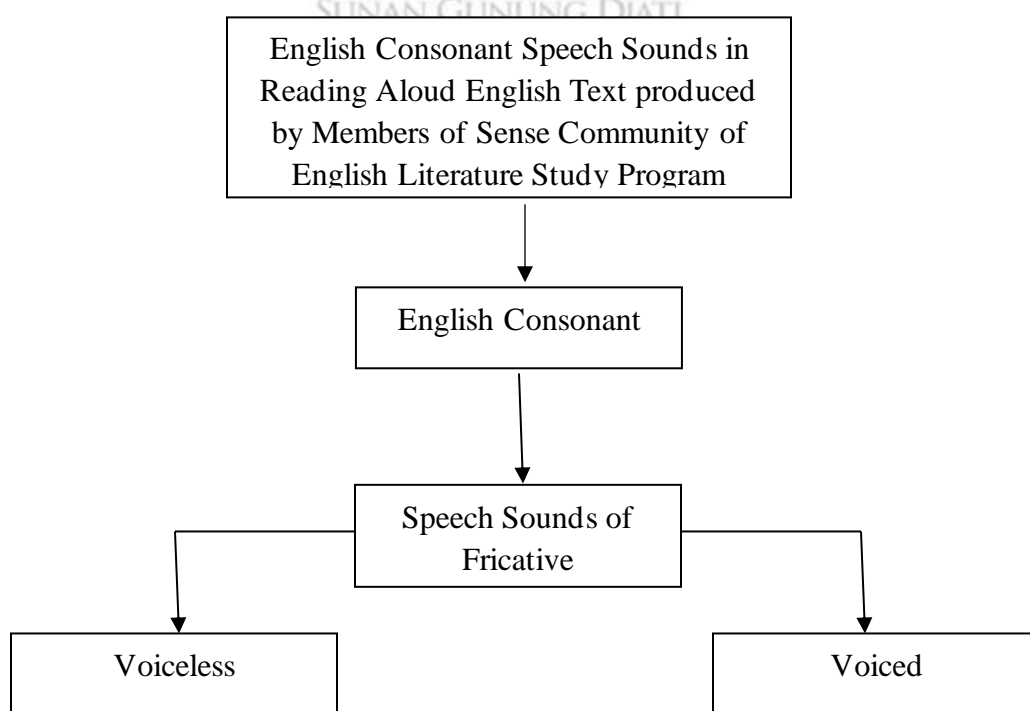 SUNAN GUNUNG DJATI
English Consonant Speech Sounds in
Reading Aloud English Text produced
by Members of Sense Community of
English Literature Study Program
English Consonant
Speech Sounds of
Fricative
Voiceless
Voiced